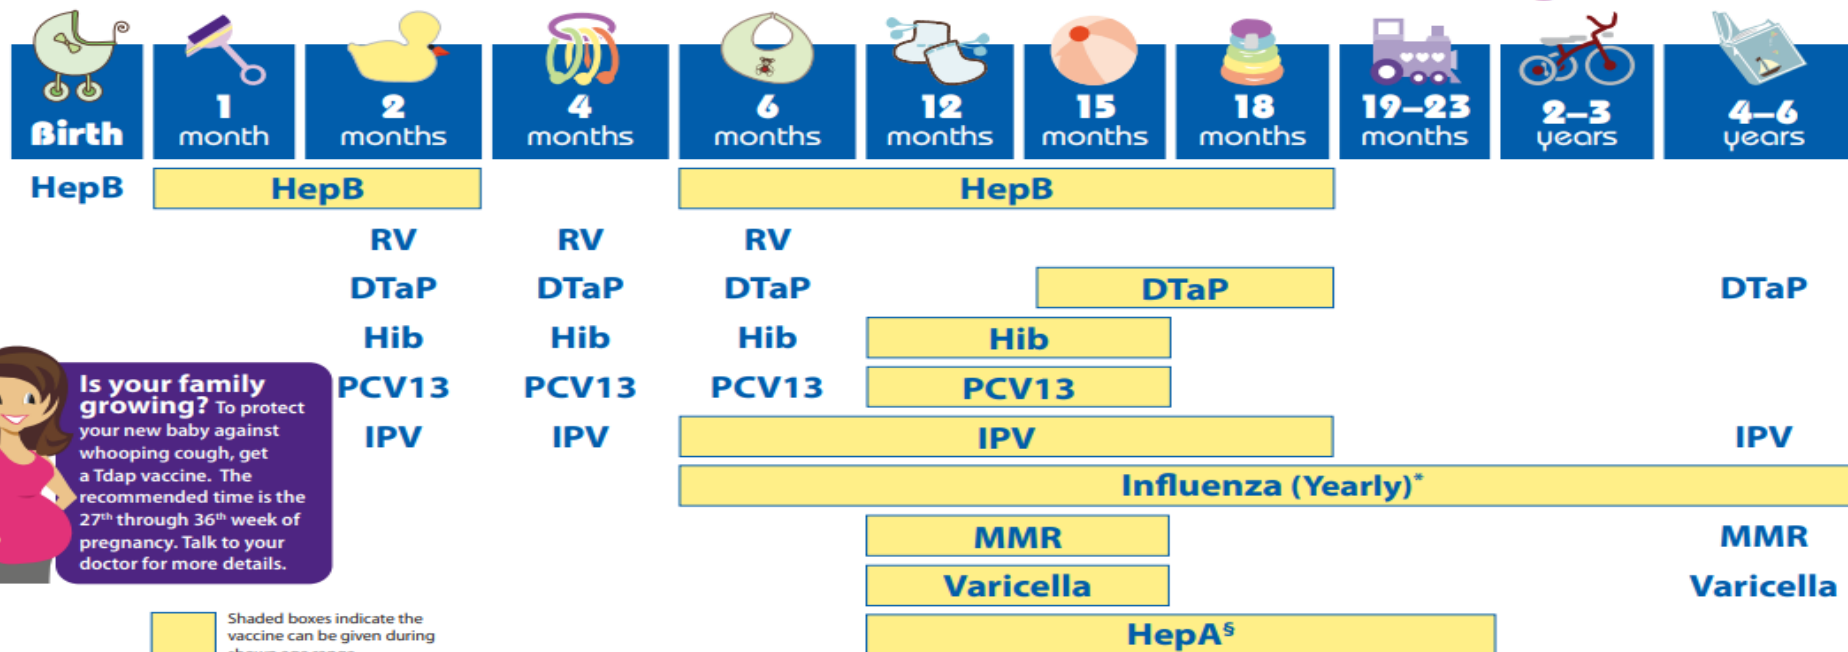 Birth
1 month
2 months
4 months
6 months
12 months
15 months
18 months
19–23 months
2–3 years
4–6 years
HepB HepB HepB
RV RV RV
DTaP DTaP DTaP DTaP DTaP
Hib Hib Hib Hib
PCV13 PCV13 PCV13 PCV13
IPV IPV IPV IPV
Influenza (Yearly)*
MMR MMR
Varicella Varicella
HepA§
Is your family
growing? To protect
your new baby against
whooping cough, get
a Tdap vaccine. The
recommended time is the
27th through 36th week of
pregnancy. Talk to your
doctor for more details.
Shaded boxes indicate the
vaccine can be given during